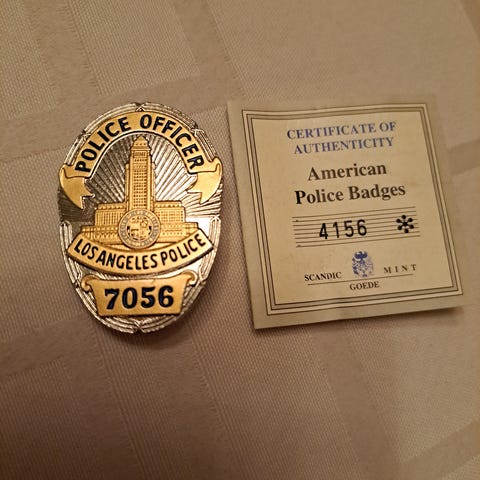 POLICE OFFICER
LOS ANGELES POLICE
7056
CERTIFICATE OF
AUTHENTICITY
American
Police Badges
4156 *
SCANDIC MINT
GOEDE